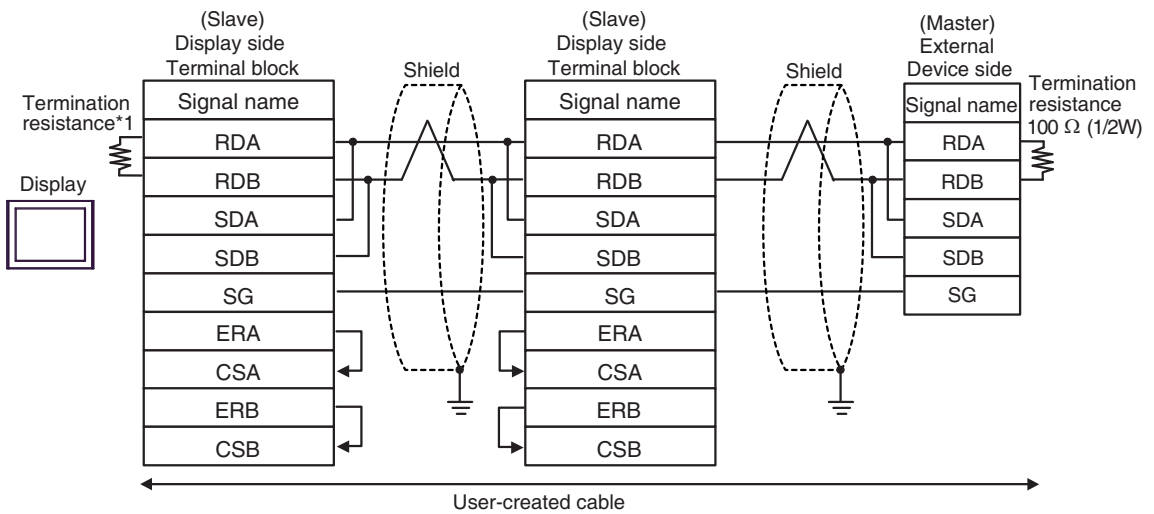 (Slave)
Display side
Terminal block
(Slave)
Display side
Terminal block
(Master)
External
Device side
Shield
Shield
Termination
resistance*1
Termination
resistance
100 Ω (1/2W)
Display
Signal name
RDA
RDB
SDA
SDB
SG
ERA
CSA
ERB
CSB
Signal name
RDA
RDB
SDA
SDB
SG
ERA
CSA
ERB
CSB
Signal name
RDA
RDB
SDA
SDB
SG
User-created cable